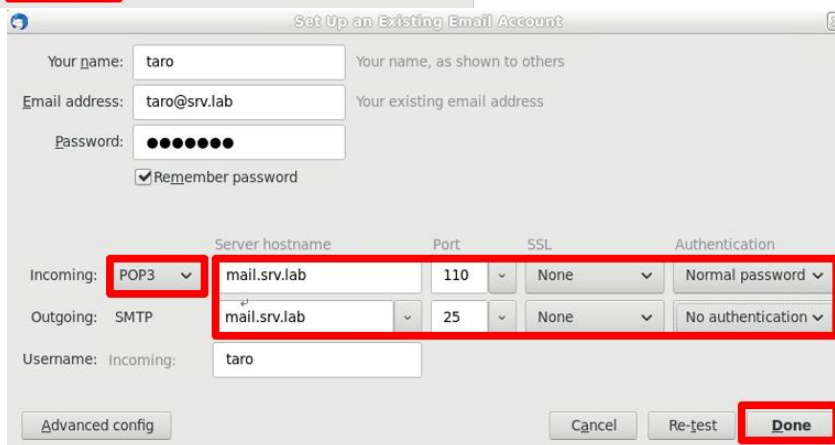 Set Up an Existing Email Account
Your name: taro Your name, as shown to others
Email address: taro@srv.lab Your existing email address
Password: ●●●●●●●
Remember password
Server hostname Port SSL Authentication
Incoming: POP3 mail.srv.lab 110 None Normal password
Outgoing: SMTP mail.srv.lab 25 None No authentication
Username: Incoming: taro
Advanced config Cancel Re-test Done